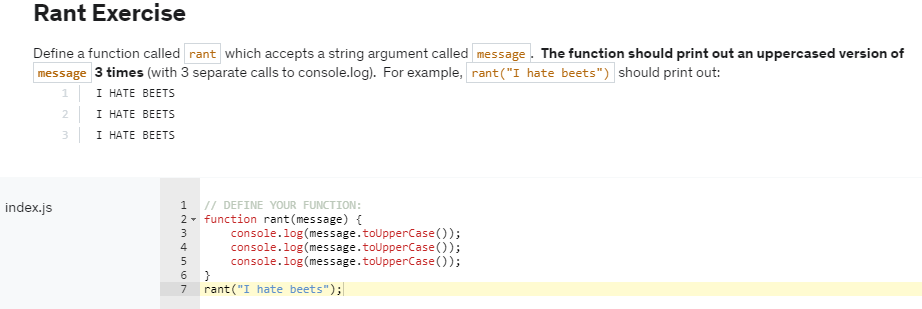 Rant Exercise
Define a function called rant which accepts a string argument called message . The function should print out an uppercased version of
message 3 times (with 3 separate calls to console.log). For example, rant("I hate beets") should print out:
1 I HATE BEETS
2 I HATE BEETS
3 I HATE BEETS
index.js
1 // DEFINE YOUR FUNCTION:
2 function rant(message) {
3 console.log(message.toUpperCase());
4 console.log(message.toUpperCase());
5 console.log(message.toUpperCase());
6 }
7 rant("I hate beets");